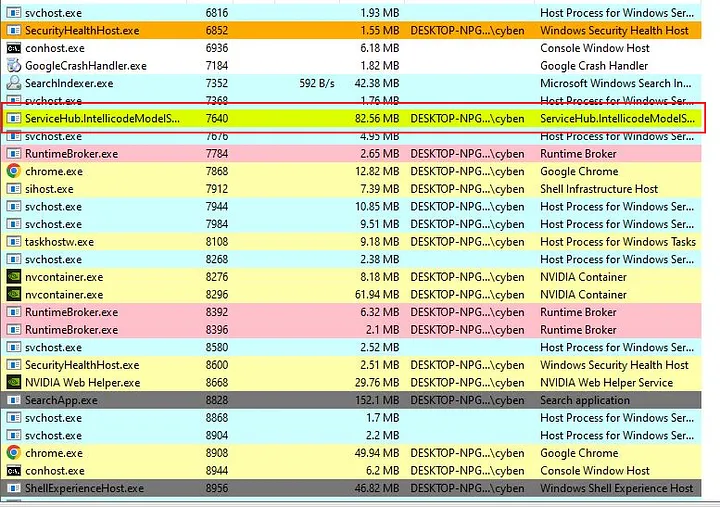 svchost.exe 6816 1.93 MB Host Process for Windows Ser...
SecurityHealthHost.exe 6852 1.55 MB DESKTOP-NPG...\cyben Windows Security Health Host
conhost.exe 6936 6.18 MB Console Window Host
GoogleCrashHandler.exe 7184 1.82 MB Google Crash Handler
SearchIndexer.exe 7352 592 B/s 42.38 MB Microsoft Windows Search In...
svchost.exe 7368 1.76 MB Host Process for Windows Ser...
ServiceHub.IntellicodeModelS... 7640 82.56 MB DESKTOP-NPG...\cyben ServiceHub.IntellicodeModelS...
svchost.exe 7676 4.95 MB Host Process for Windows Ser...
RuntimeBroker.exe 7784 2.65 MB DESKTOP-NPG...\cyben Runtime Broker
chrome.exe 7868 12.82 MB DESKTOP-NPG...\cyben Google Chrome
sihost.exe 7912 7.39 MB DESKTOP-NPG...\cyben Shell Infrastructure Host
svchost.exe 7944 10.85 MB DESKTOP-NPG...\cyben Host Process for Windows Ser...
svchost.exe 7984 9.51 MB DESKTOP-NPG...\cyben Host Process for Windows Ser...
taskhostw.exe 8108 9.18 MB DESKTOP-NPG...\cyben Host Process for Windows Tasks
svchost.exe 8268 2.38 MB Host Process for Windows Ser...
nvcontainer.exe 8276 8.18 MB DESKTOP-NPG...\cyben NVIDIA Container
nvcontainer.exe 8296 61.94 MB DESKTOP-NPG...\cyben NVIDIA Container
RuntimeBroker.exe 8392 6.32 MB DESKTOP-NPG...\cyben Runtime Broker
RuntimeBroker.exe 8396 2.1 MB DESKTOP-NPG...\cyben Runtime Broker
svchost.exe 8580 2.52 MB Host Process for Windows Ser...
SecurityHealthHost.exe 8600 2.51 MB DESKTOP-NPG...\cyben Windows Security Health Host
NVIDIA Web Helper.exe 8668 29.76 MB DESKTOP-NPG...\cyben NVIDIA Web Helper Service
SearchApp.exe 8828 152.1 MB DESKTOP-NPG...\cyben Search application
svchost.exe 8868 1.7 MB Host Process for Windows Ser...
svchost.exe 8904 2.2 MB Host Process for Windows Ser...
chrome.exe 8908 49.94 MB DESKTOP-NPG...\cyben Google Chrome
conhost.exe 8944 6.2 MB DESKTOP-NPG...\cyben Console Window Host
ShellExperienceHost.exe 8956 46.82 MB DESKTOP-NPG...\cyben Windows Shell Experience Host